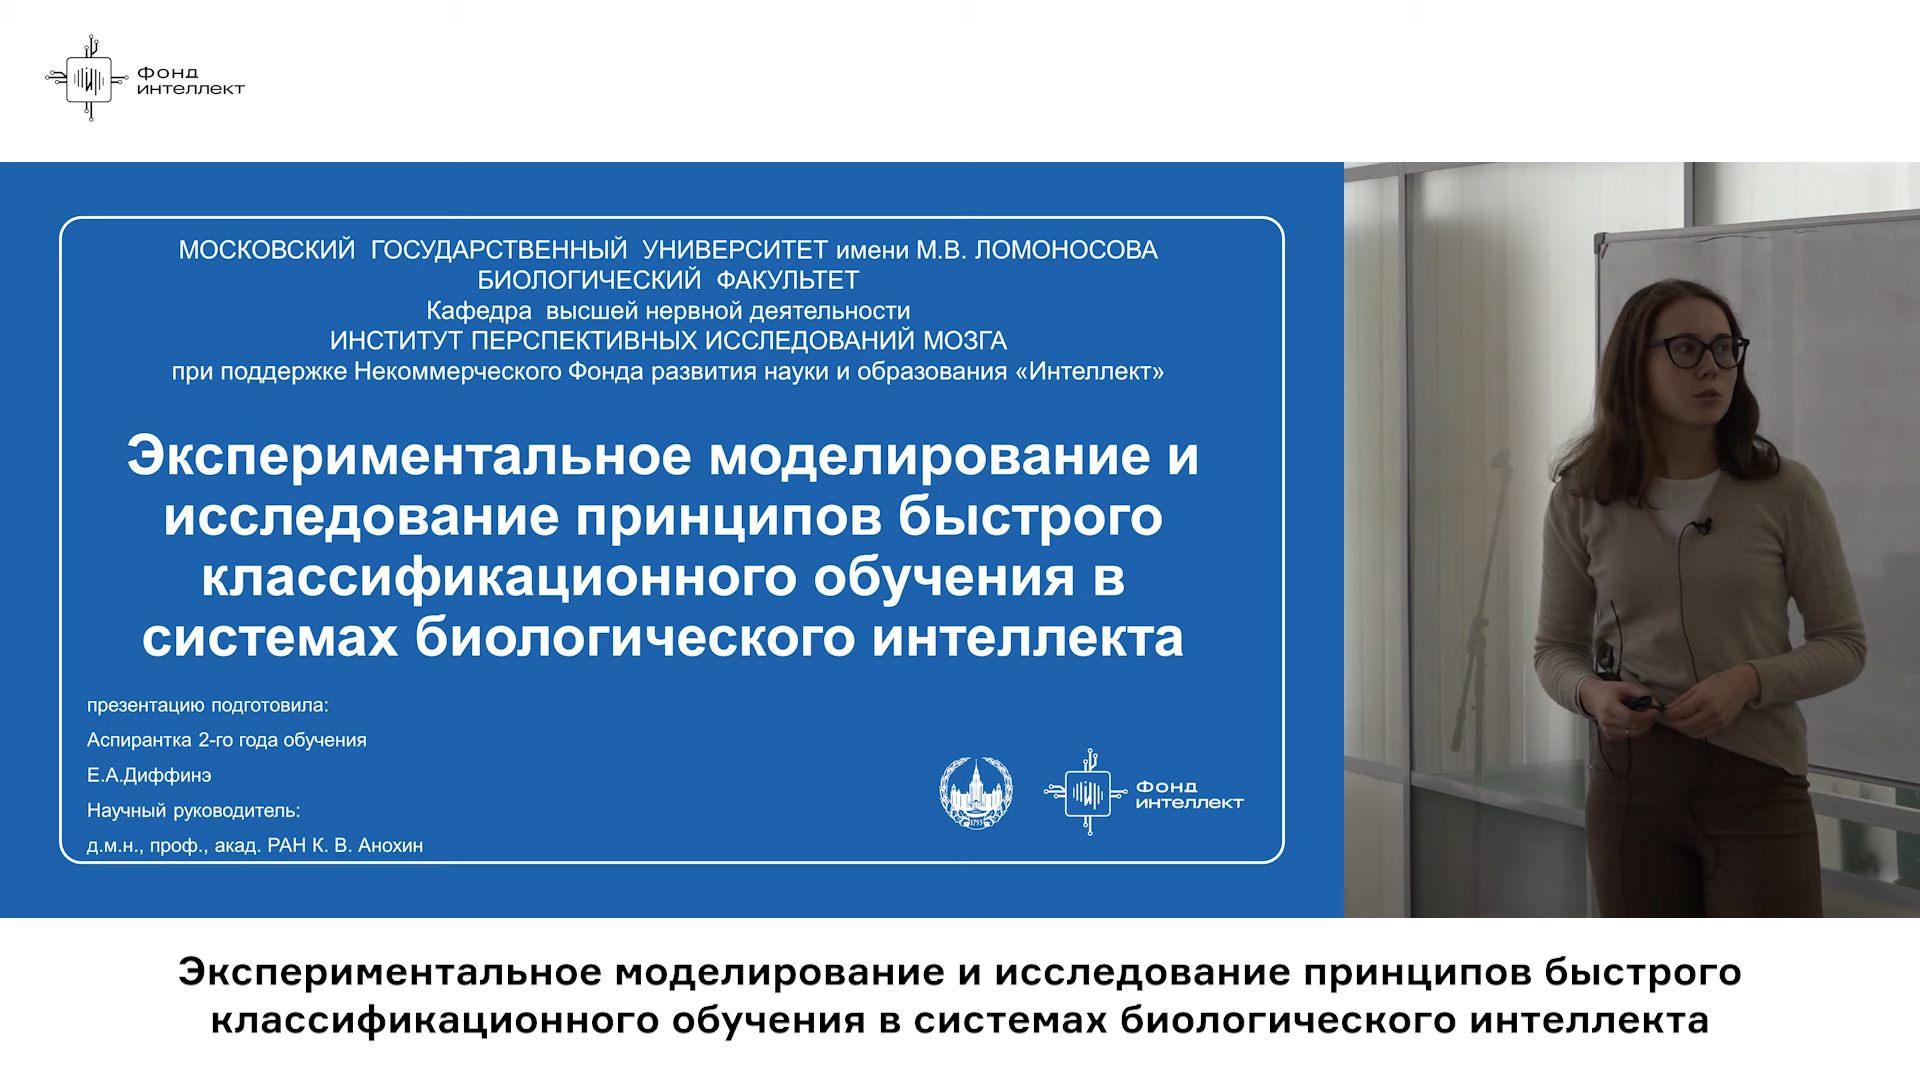 Фонд
интеллект
МОСКОВСКИЙ ГОСУДАРСТВЕННЫЙ УНИВЕРСИТЕТ имени М.В. ЛОМОНОСОВА
БИОЛОГИЧЕСКИЙ ФАКУЛЬТЕТ
Кафедра высшей нервной деятельности
ИНСТИТУТ ПЕРСПЕКТИВНЫХ ИССЛЕДОВАНИЙ МОЗГА
при поддержке Некоммерческого Фонда развития науки и образования «Интеллект»
Экспериментальное моделирование и
исследование принципов быстрого
классификационного обучения в
системах биологического интеллекта
презентацию подготовила:
Аспирантка 2-го года обучения
Е.А.Диффинэ
Научный руководитель:
д.м.н., проф., акад. РАН К. В. Анохин
1755
Фонд
интеллект
Экспериментальное моделирование и исследование принципов быстрого
классификационного обучения в системах биологического интеллекта